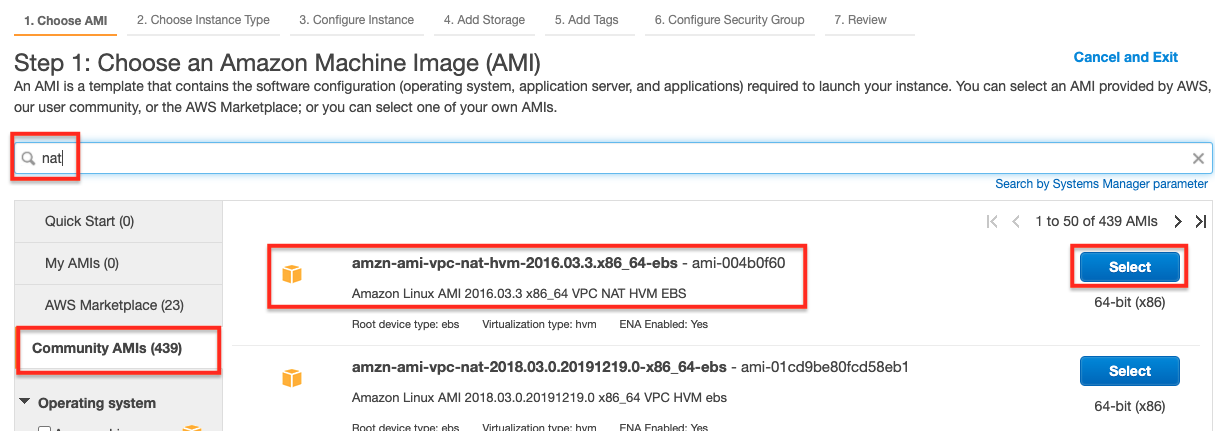 1. Choose AMI 2. Choose Instance Type 3. Configure Instance 4. Add Storage 5. Add Tags 6. Configure Security Group 7. Review
Step 1: Choose an Amazon Machine Image (AMI)
Cancel and Exit
An AMI is a template that contains the software configuration (operating system, application server, and applications) required to launch your instance. You can select an AMI provided by AWS,
our user community, or the AWS Marketplace; or you can select one of your own AMIs.
nat
Search by Systems Manager parameter
Quick Start (0)
My AMIs (0)
AWS Marketplace (23)
Community AMIs (439)
Operating system
1 to 50 of 439 AMIs
amzn-ami-vpc-nat-hvm-2016.03.3.x86_64-ebs - ami-004b0f60
Amazon Linux AMI 2016.03.3 x86_64 VPC NAT HVM EBS
Root device type: ebs Virtualization type: hvm ENA Enabled: Yes
Select
64-bit (x86)
amzn-ami-vpc-nat-2018.03.0.20191219.0-x86_64-ebs - ami-01cd9be80fcd58eb1
Amazon Linux AMI 2018.03.0.20191219.0 x86_64 VPC HVM ebs
Root device type: ebs Virtualization type: hvm ENA Enabled: Yes
Select
64-bit (x86)